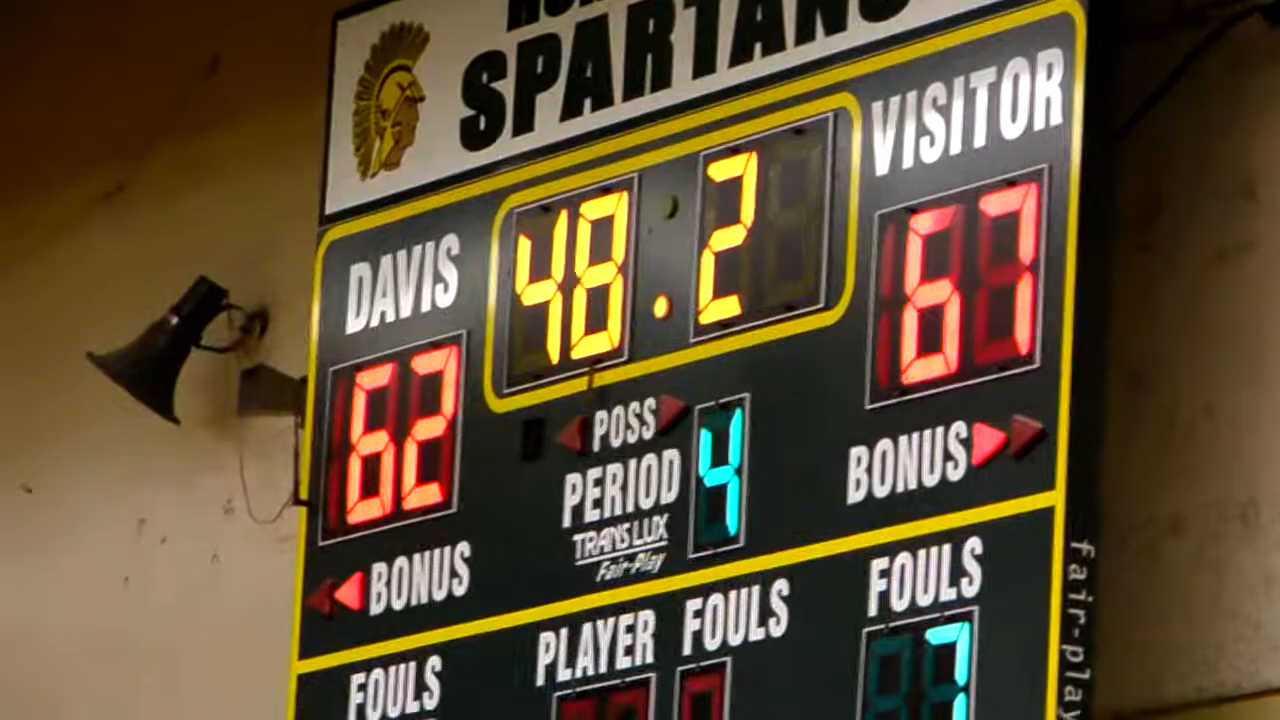 SPARTANS
VISITOR
DAVIS
48.2
67
62
POSS
PERIOD 4
TRANS LUX
Fair-Play
BONUS
BONUS
FOULS
PLAYER FOULS
FOULS
7
fair-play